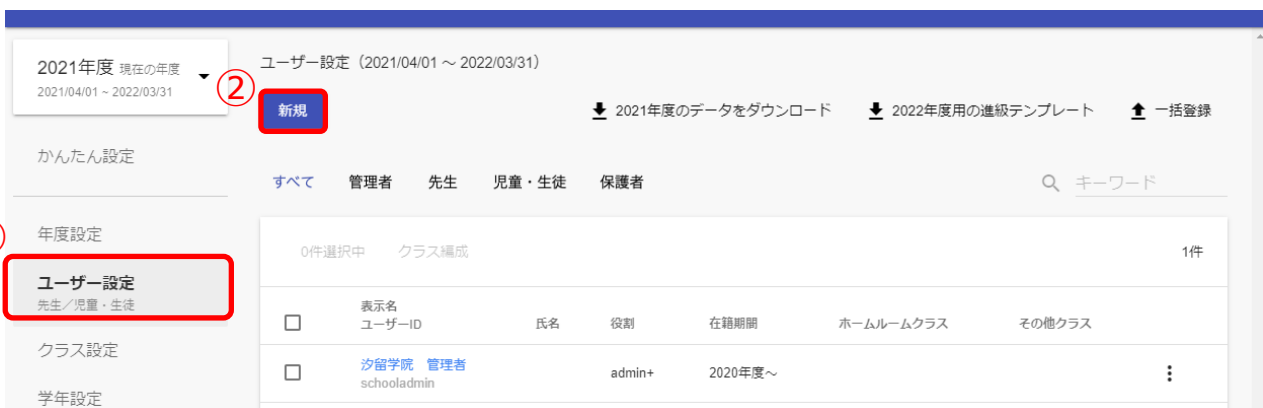 2021年度 現在の年度
2021/04/01 ~ 2022/03/31
かんたん設定
年度設定
ユーザー設定
先生／児童・生徒
クラス設定
学年設定
ユーザー設定（2021/04/01 ～ 2022/03/31）
②
新規
2021年度のデータをダウンロード 2022年度用の進級テンプレート 一括登録
すべて 管理者 先生 児童・生徒 保護者 キーワード
0件選択中 クラス編成 1件
表示名
ユーザーID 氏名 役割 在籍期間 ホームルームクラス その他クラス
汐留学院　管理者
schooladmin admin+ 2020年度～